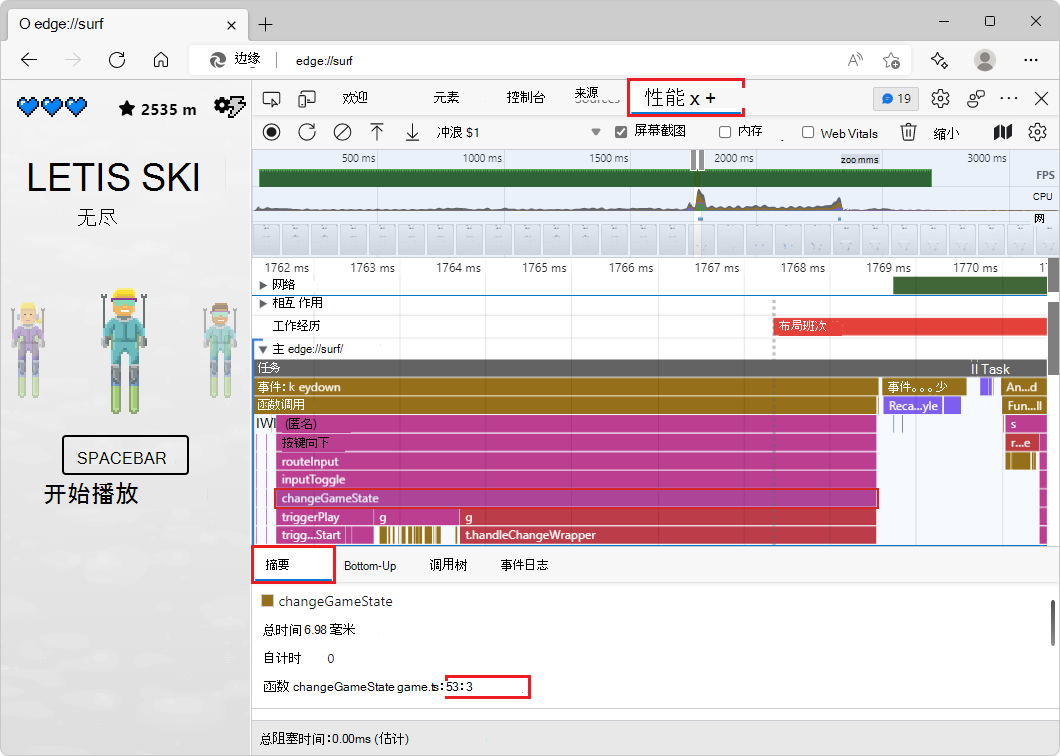 O edge://surf
边缘 edge://surf
2535 m
LETIS SKI
无尽
SPACEBAR
开始播放
欢迎 元素 控制台 来源 性能 x + 19
冲浪 $1 屏幕截图 内存 Web Vitals 缩小
500 ms 1000 ms 1500 ms 2000 ms zoo mms 3000 ms
FPS
CPU
网
1762 ms 1763 ms 1764 ms 1765 ms 1766 ms 1767 ms 1768 ms 1769 ms 1770 ms
网络
相互 作用
工作经历 布局班次
主 edge://surf/
任务 Task
事件: k eydown 事件。。。少 An...d
函数调用 Reca...yle Fun...ll
(匿名) s
按键向下 r...e
routeInput
inputToggle
changeGameState
triggerPlay g g
trigg...Start t.handleChangeWrapper
摘要 Bottom-Up 调用树 事件日志
changeGameState
总时间 6.98 毫米
自计时 0
函数 changeGameState game.ts:53:3
总阻塞时间:0.00ms (估计)